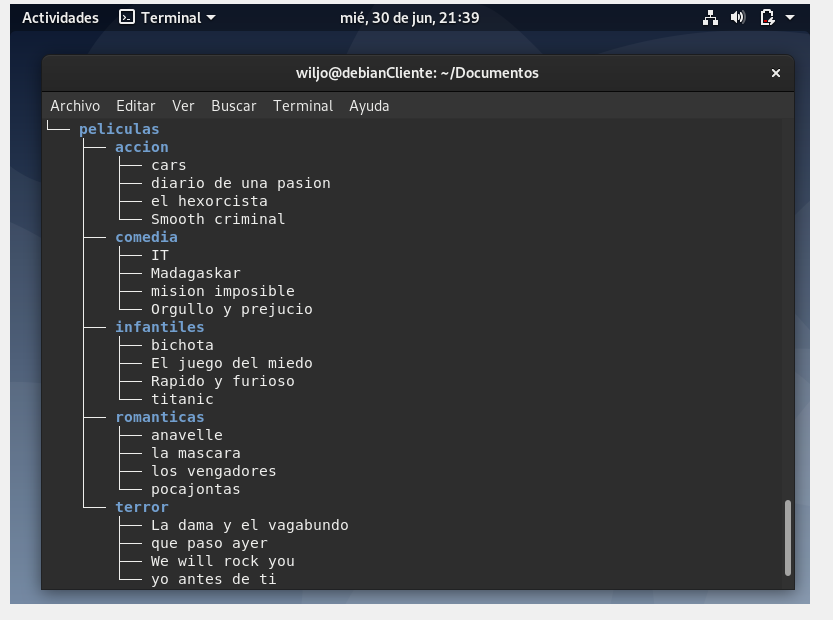 Actividades Terminal mié, 30 de jun, 21:39
wiljo@debianCliente: ~/Documentos
Archivo Editar Ver Buscar Terminal Ayuda
└── peliculas
├── accion
│ ├── cars
│ ├── diario de una pasion
│ ├── el hexorcista
│ └── Smooth criminal
├── comedia
│ ├── IT
│ ├── Madagaskar
│ ├── mision imposible
│ └── Orgullo y prejucio
├── infantiles
│ ├── bichota
│ ├── El juego del miedo
│ ├── Rapido y furioso
│ └── titanic
├── romanticas
│ ├── anavelle
│ ├── la mascara
│ ├── los vengadores
│ └── pocajontas
└── terror
├── La dama y el vagabundo
├── que paso ayer
├── We will rock you
└── yo antes de ti